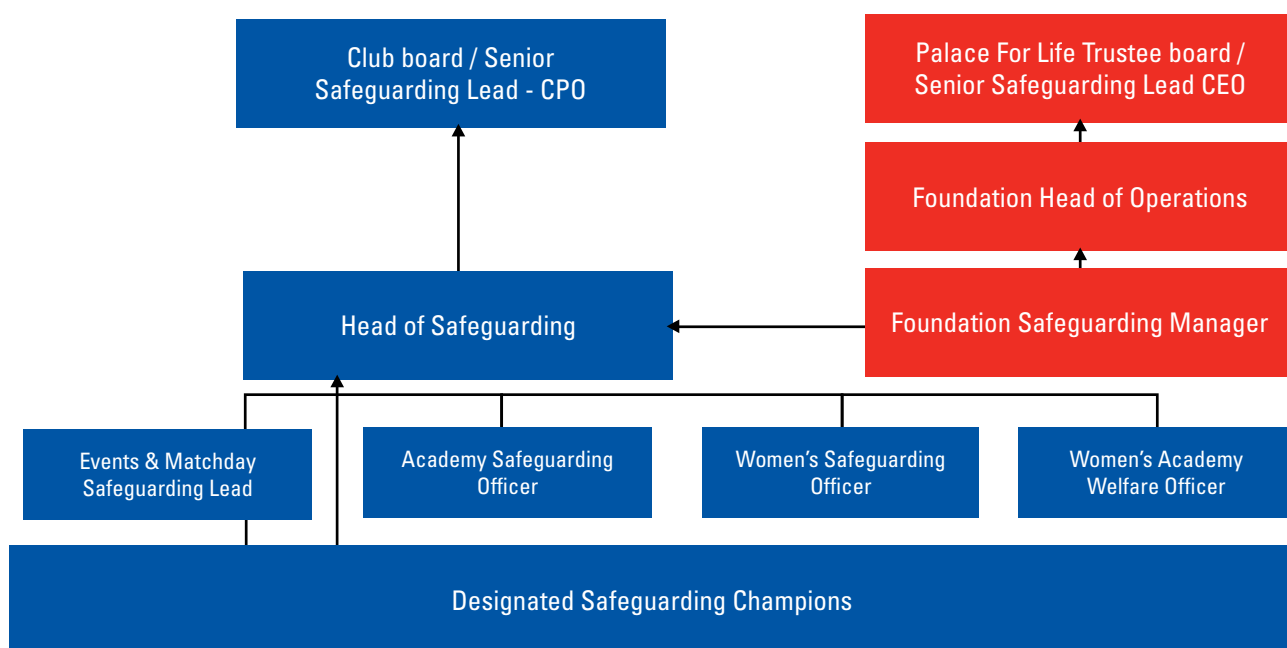 Club board / Senior
Safeguarding Lead - CPO
Palace For Life Trustee board /
Senior Safeguarding Lead CEO
Foundation Head of Operations
Head of Safeguarding
Foundation Safeguarding Manager
Events & Matchday
Safeguarding Lead
Academy Safeguarding
Officer
Women's Safeguarding
Officer
Women's Academy
Welfare Officer
Designated Safeguarding Champions